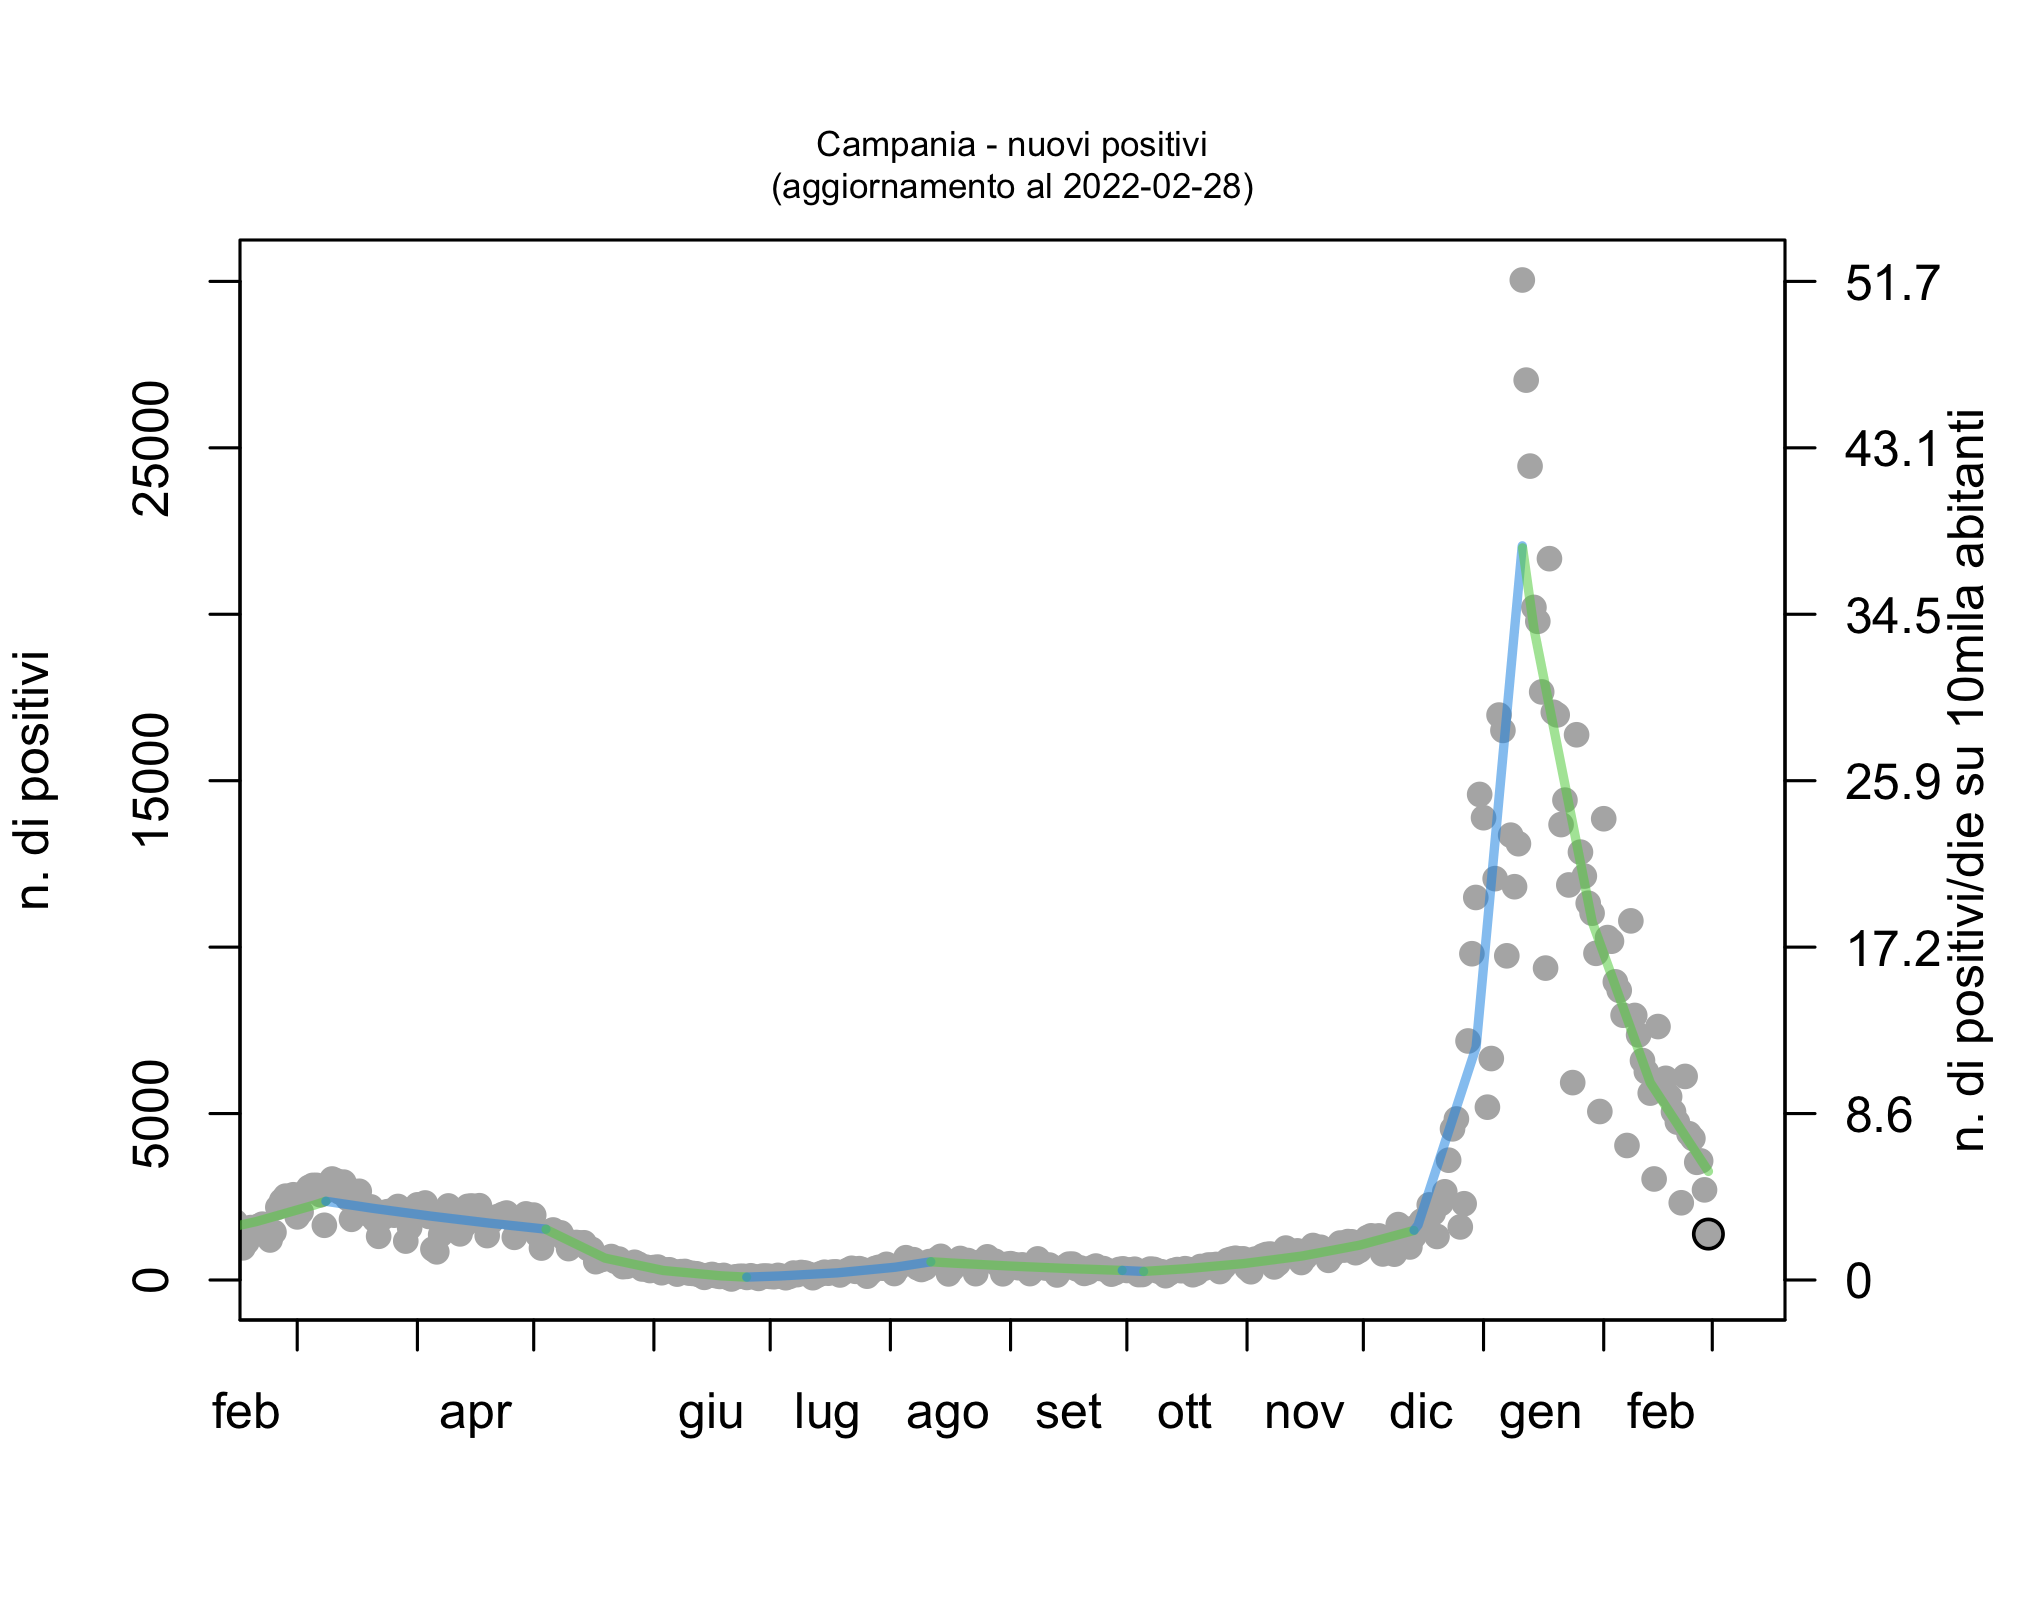 Campania - nuovi positivi
(aggiornamento al 2022-02-28)
n. di positivi
25000
15000
5000
0
51.7
43.1
34.5
25.9
17.2
8.6
0
n. di positivi/die su 10mila abitanti
feb apr giu lug ago set ott nov dic gen feb